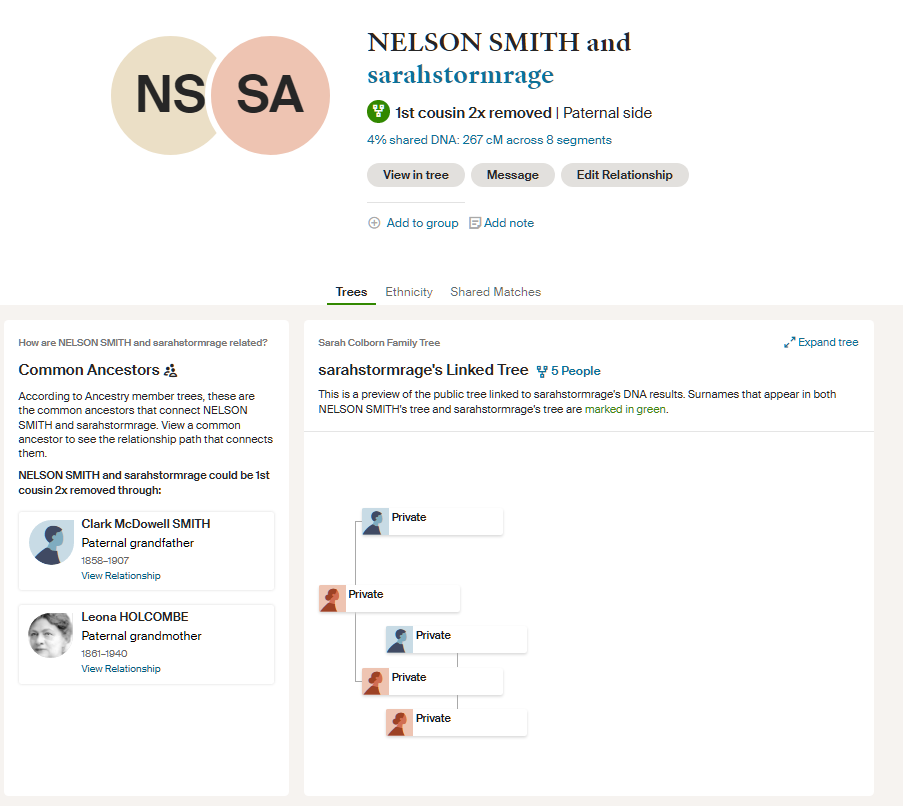 NS
SA
NELSON SMITH and
sarahstormrage
1st cousin 2x removed | Paternal side
4% shared DNA: 267 cM across 8 segments
View in tree
Message
Edit Relationship
Add to group
Add note
Trees
Ethnicity
Shared Matches
How are NELSON SMITH and sarahstormrage related?
Common Ancestors
According to Ancestry member trees, these are
the common ancestors that connect NELSON
SMITH and sarahstormrage. View a common
ancestor to see the relationship path that connects
them.
NELSON SMITH and sarahstormrage could be 1st
cousin 2x removed through:
Clark McDowell SMITH
Paternal grandfather
1858–1907
View Relationship
Leona HOLCOMBE
Paternal grandmother
1861–1940
View Relationship
Sarah Colborn Family Tree
Expand tree
sarahstormrage's Linked Tree
5 People
This is a preview of the public tree linked to sarahstormrage's DNA results. Surnames that appear in both
NELSON SMITH's tree and sarahstormrage's tree are marked in green.
Private
Private
Private
Private
Private